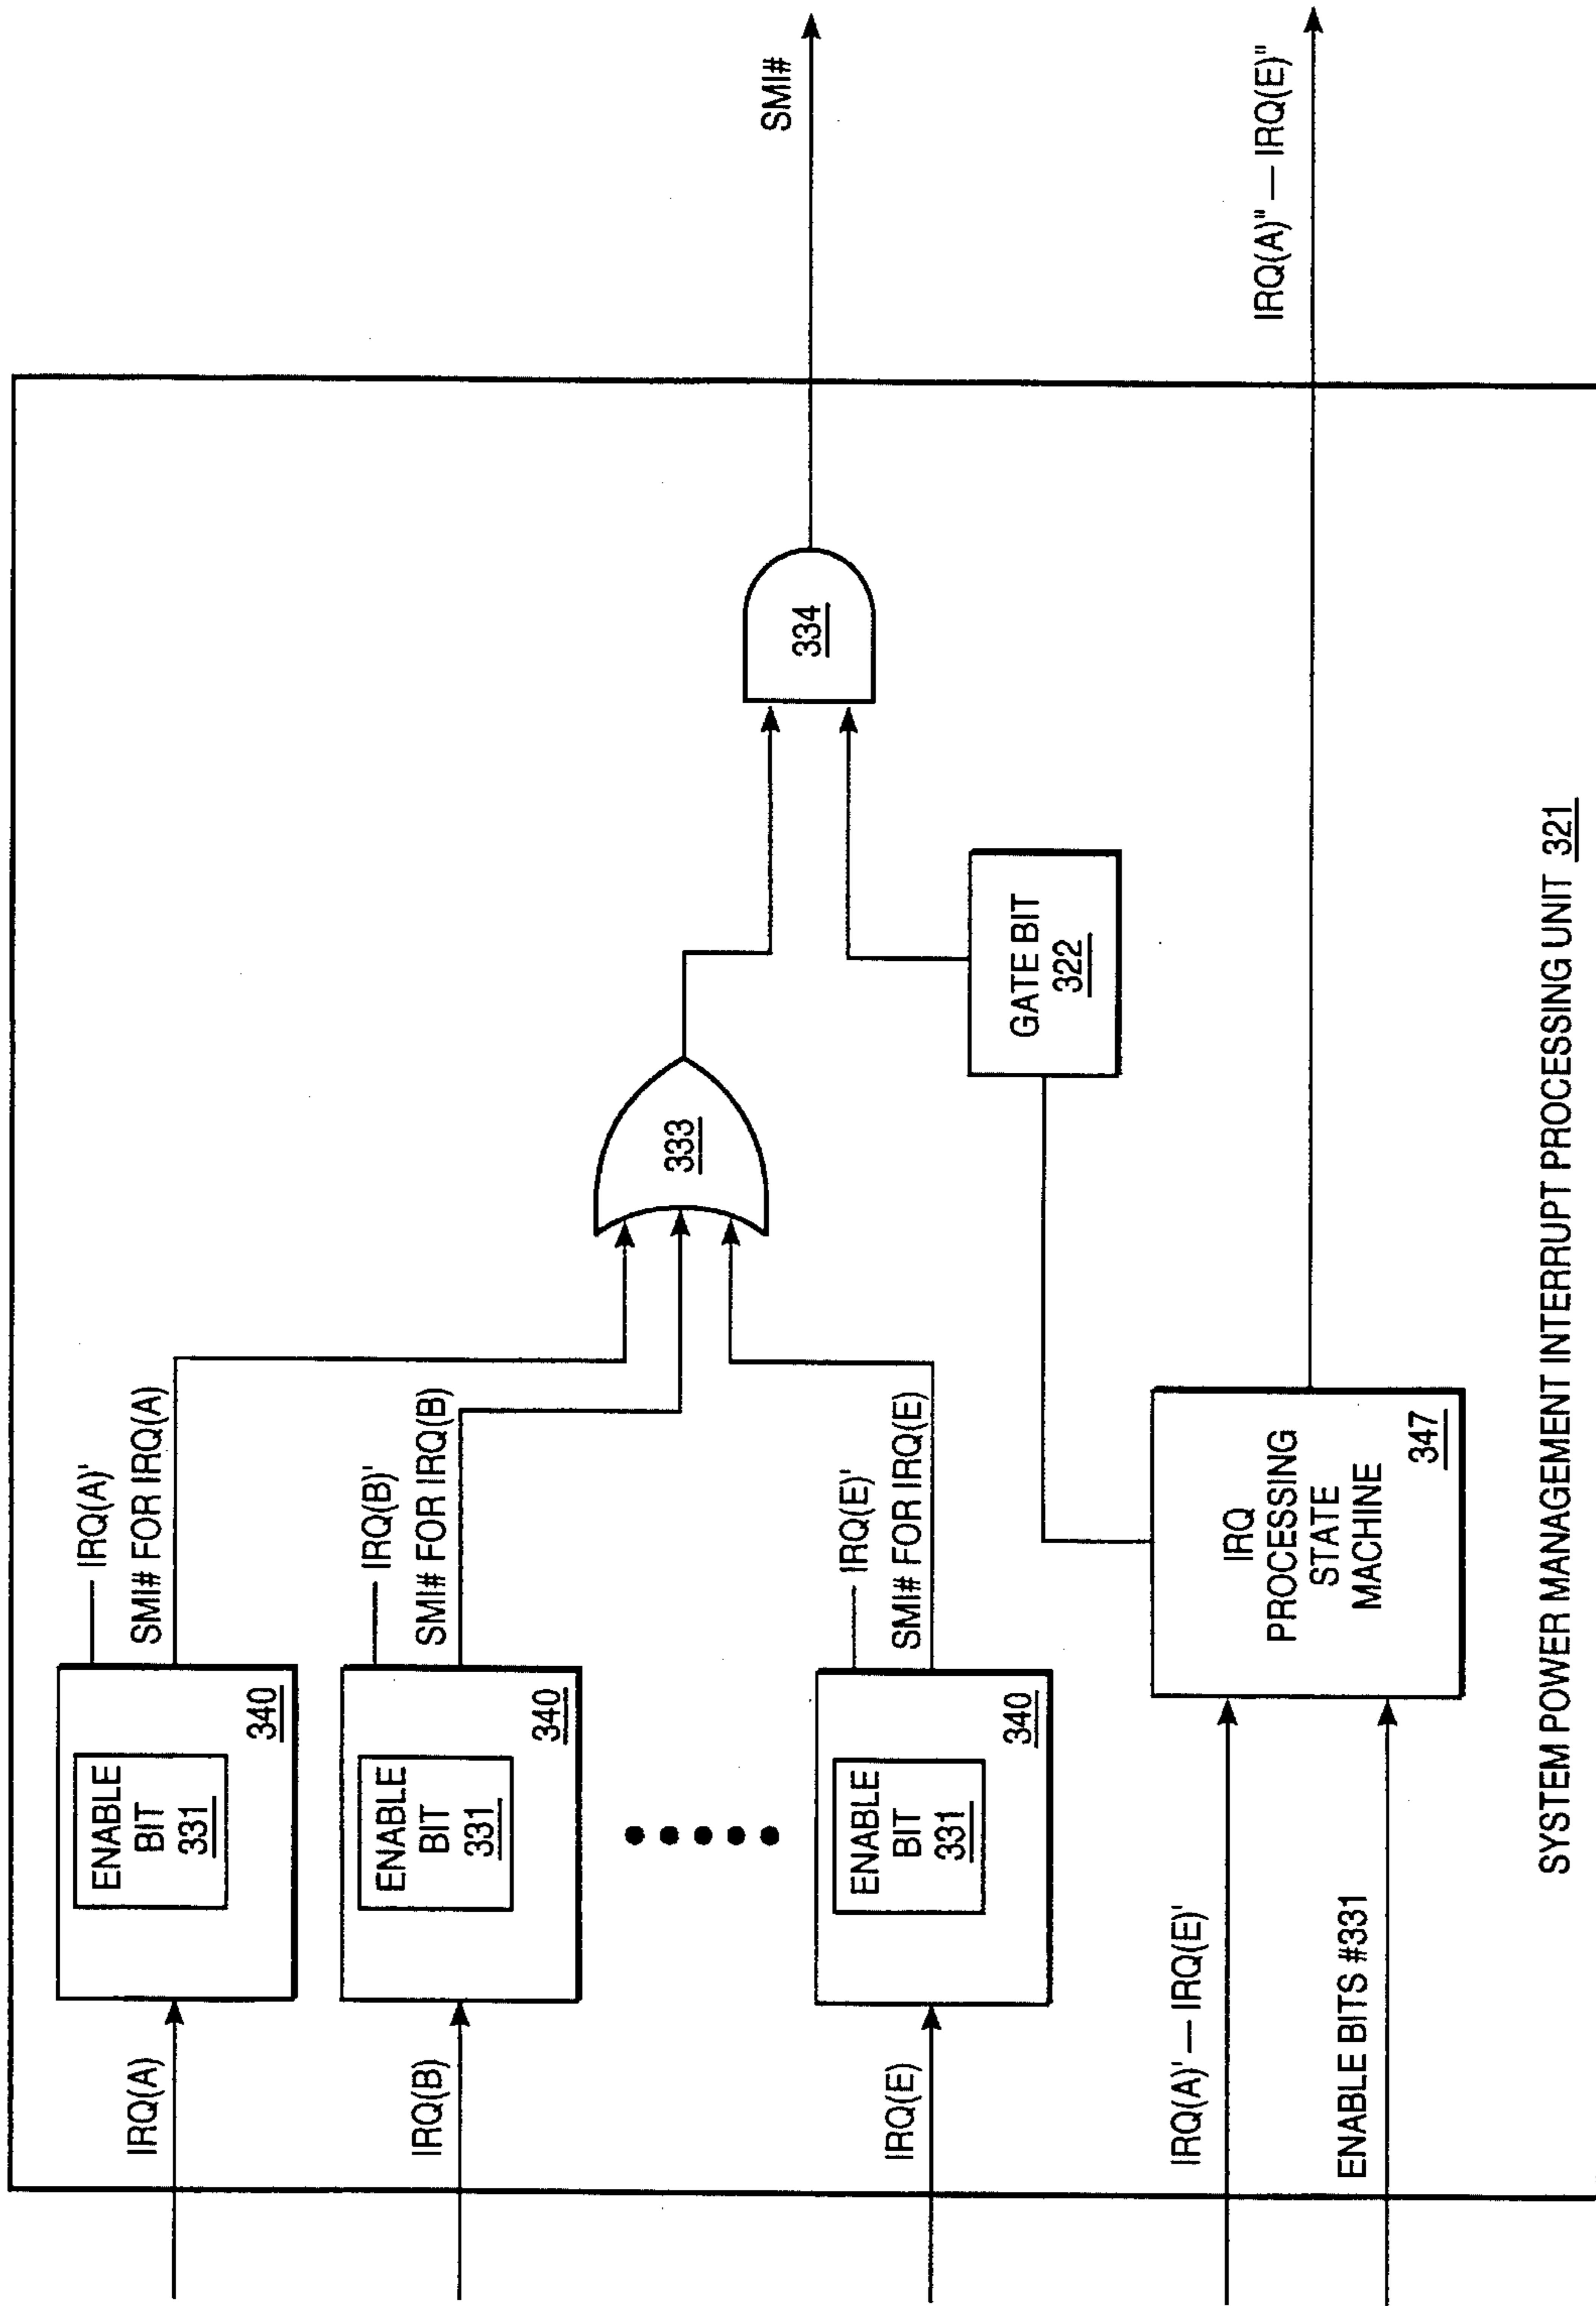 IRQ(A)
ENABLE
BIT
331
340
IRQ(A)'
SMI# FOR IRQ(A)
IRQ(B)
ENABLE
BIT
331
340
IRQ(B)'
SMI# FOR IRQ(B)
IRQ(E)
ENABLE
BIT
331
340
IRQ(E)'
SMI# FOR IRQ(E)
333
334
SMI#
GATE BIT
322
IRQ(A)' — IRQ(E)'
ENABLE BITS #331
IRQ
PROCESSING
STATE
MACHINE
347
IRQ(A)" — IRQ(E)"
SYSTEM POWER MANAGEMENT INTERRUPT PROCESSING UNIT 321